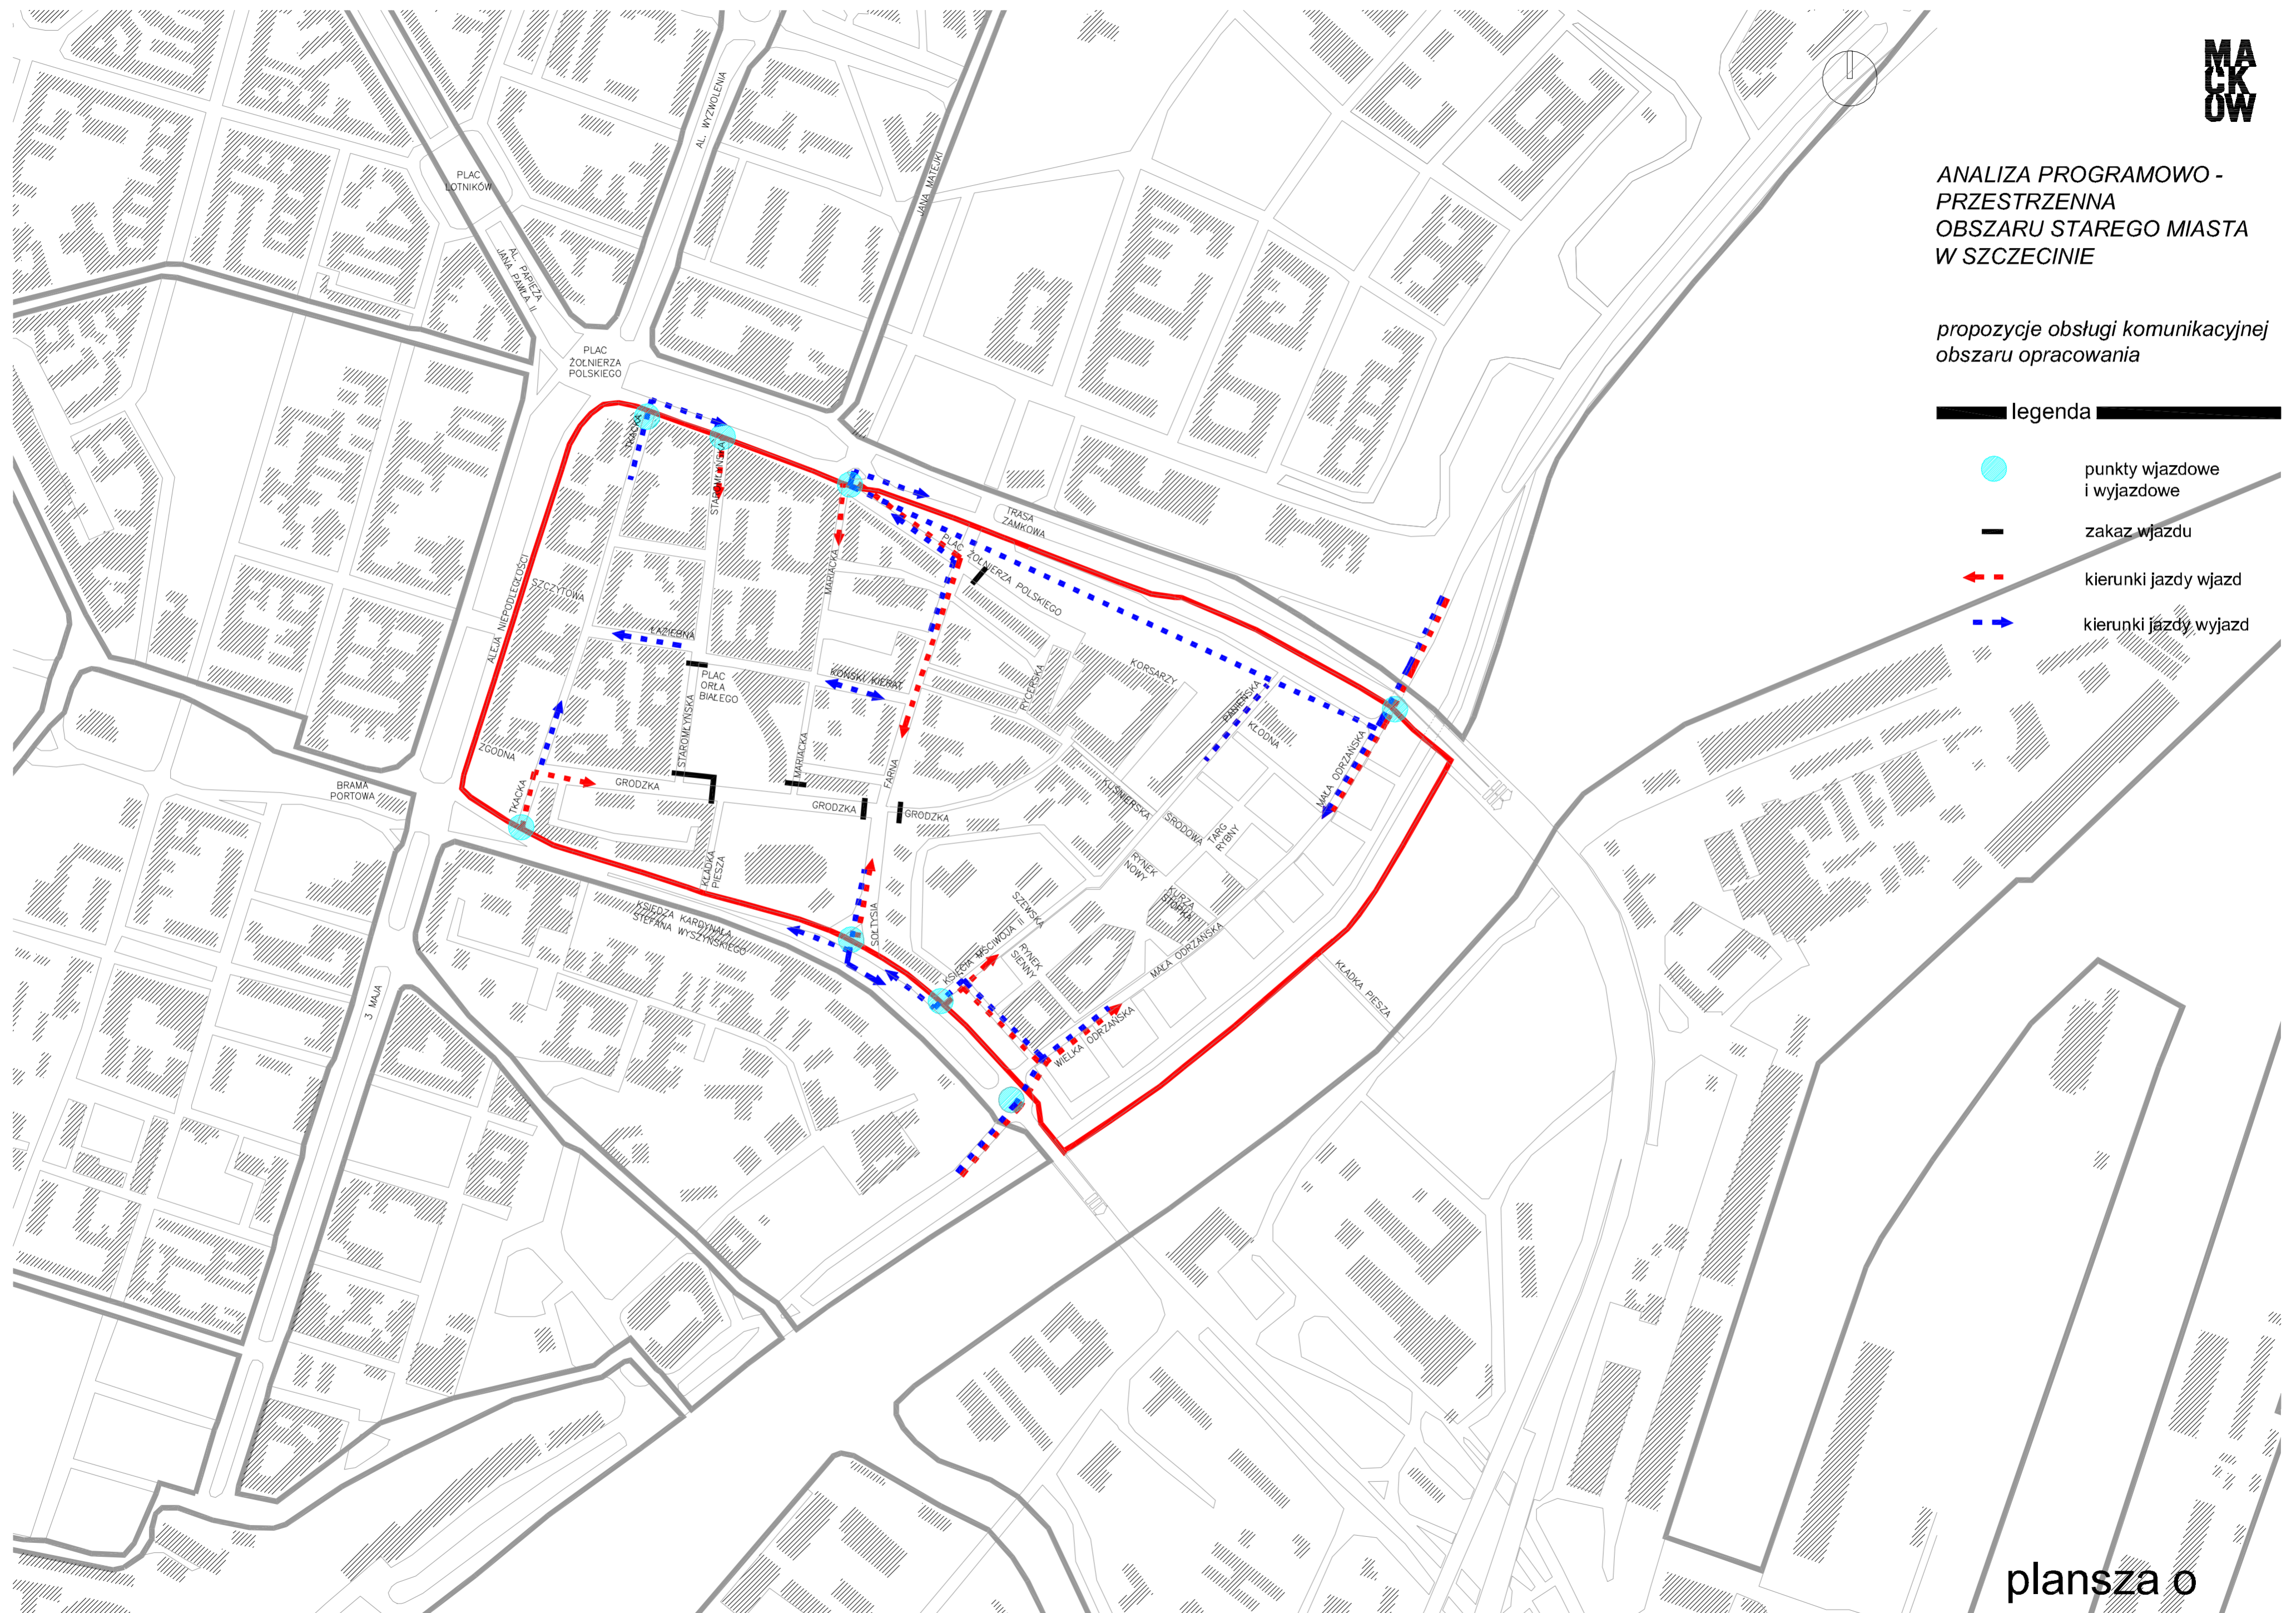 MA
CK
ÓW
ANALIZA PROGRAMOWO -
PRZESTRZENNA
OBSZARU STAREGO MIASTA
W SZCZECINIE
propozycje obsługi komunikacyjnej
obszaru opracowania
legenda
punkty wjazdowe
i wyjazdowe
zakaz wjazdu
kierunki jazdy wjazd
kierunki jazdy wyjazd
PLAC
LOTNIKÓW
AL. WYZWOLENIA
JANA MATEJKI
AL. PAPIEŻA
JANA PAWŁA II
PLAC
ŻOŁNIERZA
POLSKIEGO
TKACKA
STAROMŁYŃSKA
TRASA
ZAMKOWA
PLAC ŻOŁNIERZA POLSKIEGO
ALEJA NIEPODLEGŁOŚCI
SZCZYTOWA
MARIACKA
ŁAZIEBNA
PLAC
ORŁA
BIAŁEGO
KOŃSKI KIERAT
RYCERSKA
KORSARZY
PANIEŃSKA
KŁODNA
MAŁA ODRZAŃSKA
STAROMŁYŃSKA
MARIACKA
ZGODNA
FARNA
BRAMA
PORTOWA
TKACKA
GRODZKA
GRODZKA
GRODZKA
KUŚNIERSKA
ŚRODOWA
TARG
RYBNY
RYNEK
NOWY
KURZA
STOPKA
KŁADKA
PIESZA
SZEWSKA
KSIĘDZA KARDYNAŁA
STEFANA WYSZYŃSKIEGO
SOŁTYSIA
KSIĘCIA MŚCIWOJA II
RYNEK
SIENNY
MAŁA ODRZAŃSKA
WIELKA ODRZAŃSKA
KŁADKA PIESZA
3 MAJA
plansza o